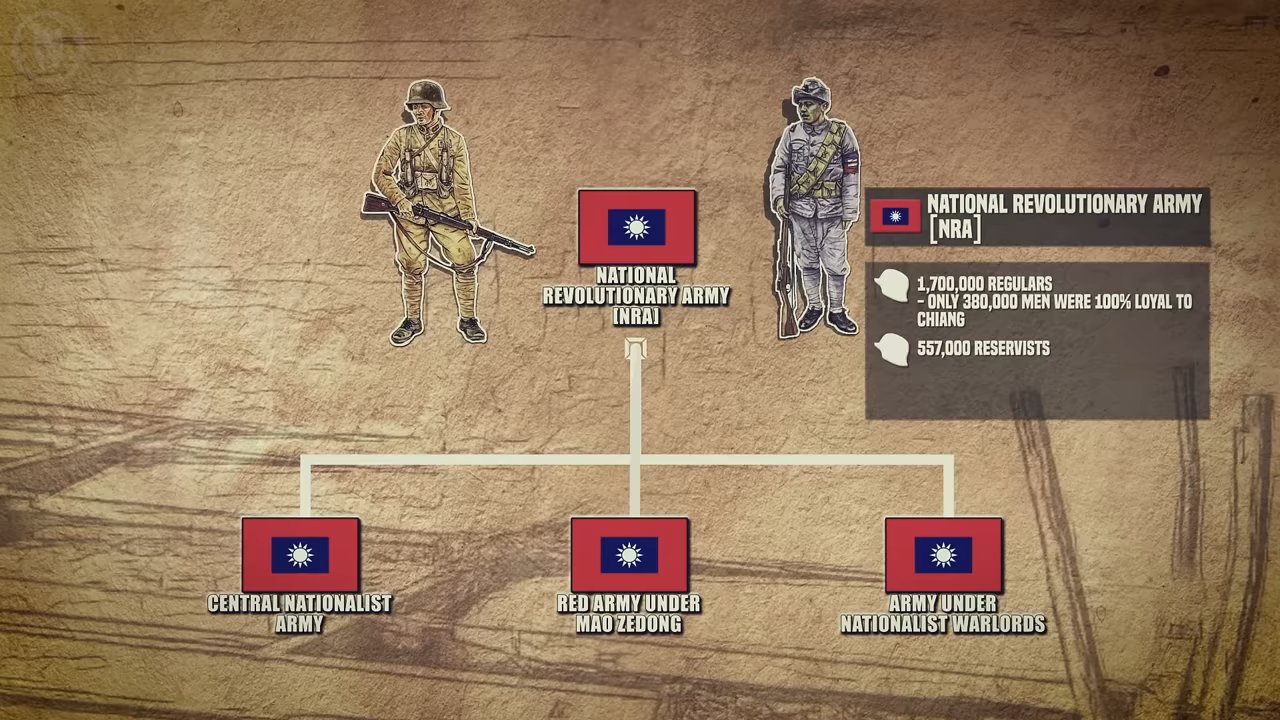 NATIONAL
REVOLUTIONARY ARMY
[NRA]
NATIONAL REVOLUTIONARY ARMY
[NRA]
1,700,000 REGULARS
- ONLY 380,000 MEN WERE 100% LOYAL TO
CHIANG
557,000 RESERVISTS
CENTRAL NATIONALIST
ARMY
RED ARMY UNDER
MAO ZEDONG
ARMY UNDER
NATIONALIST WARLORDS